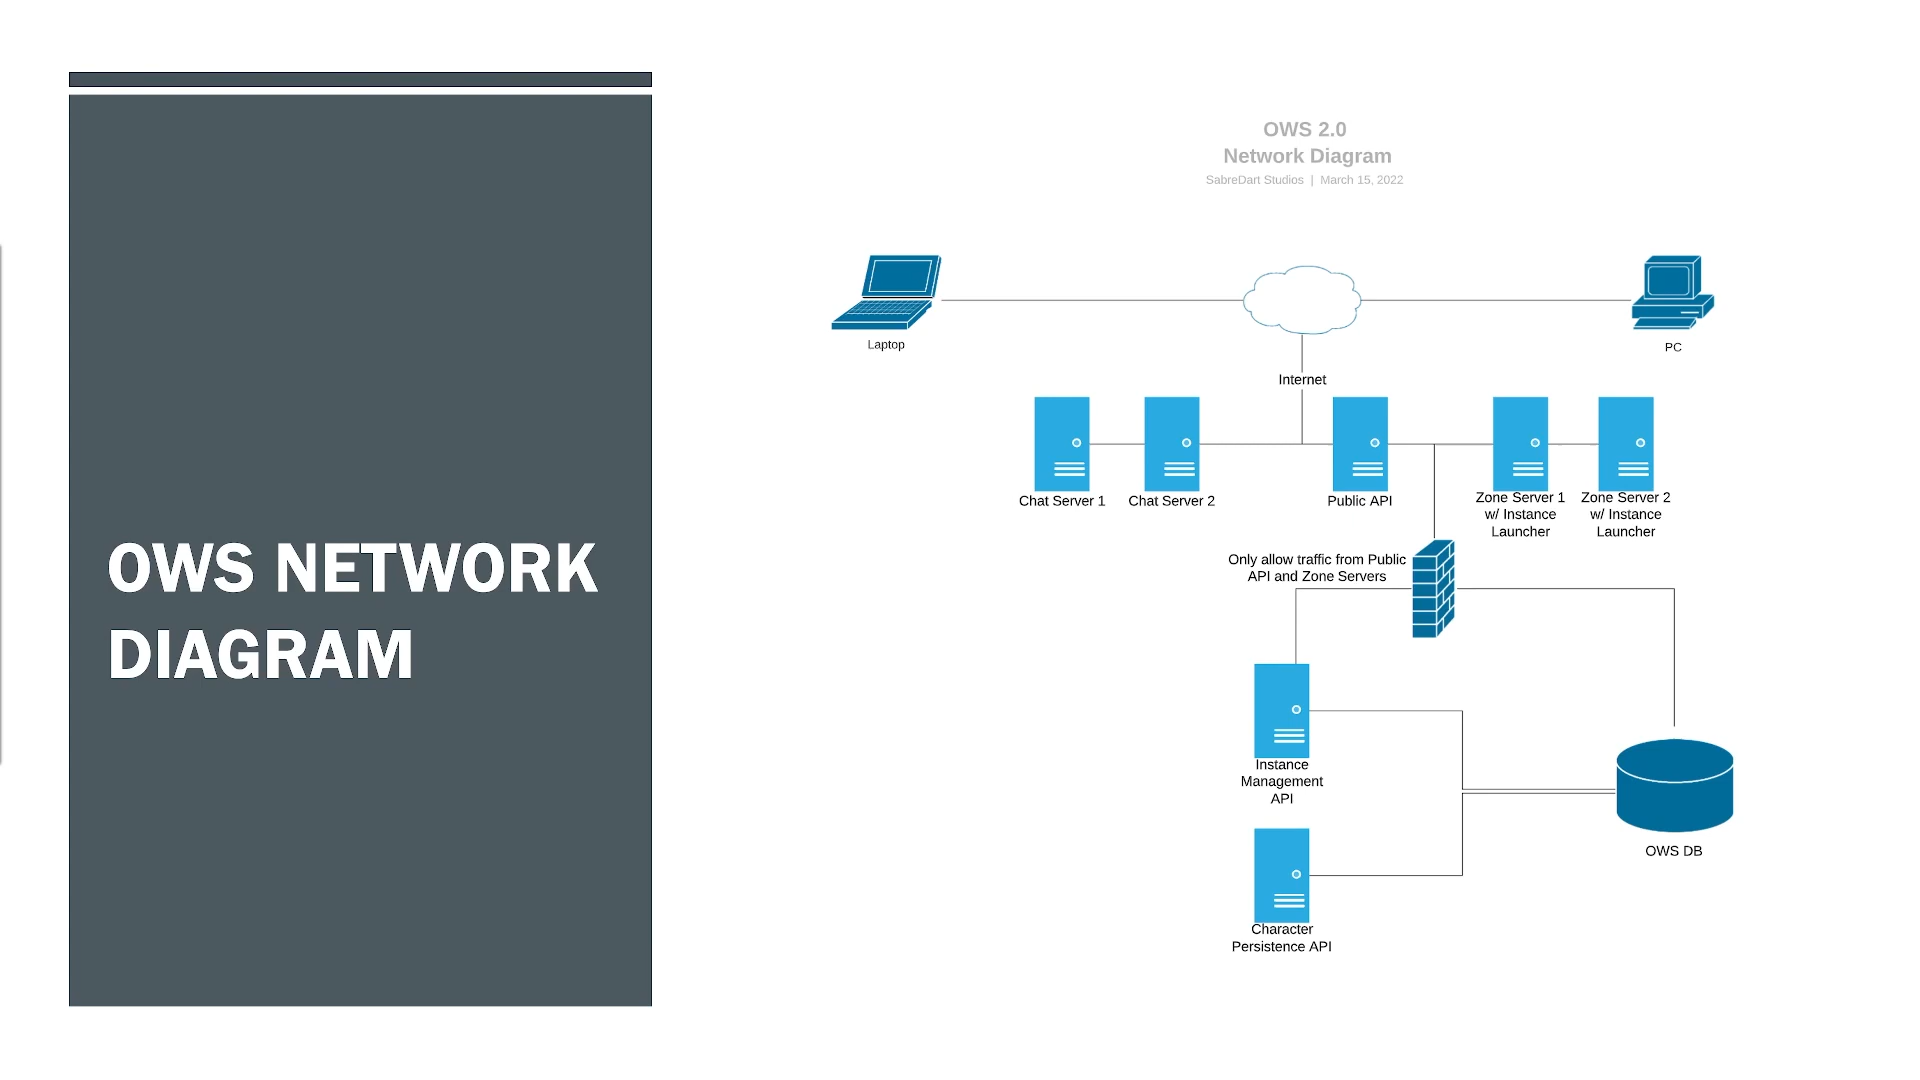 OWS NETWORK
DIAGRAM
OWS 2.0
Network Diagram
SabreDart Studios | March 15, 2022
Laptop
PC
Internet
Chat Server 1
Chat Server 2
Public API
Zone Server 1
w/ Instance
Launcher
Zone Server 2
w/ Instance
Launcher
Only allow traffic from Public
API and Zone Servers
Instance
Management
API
OWS DB
Character
Persistence API